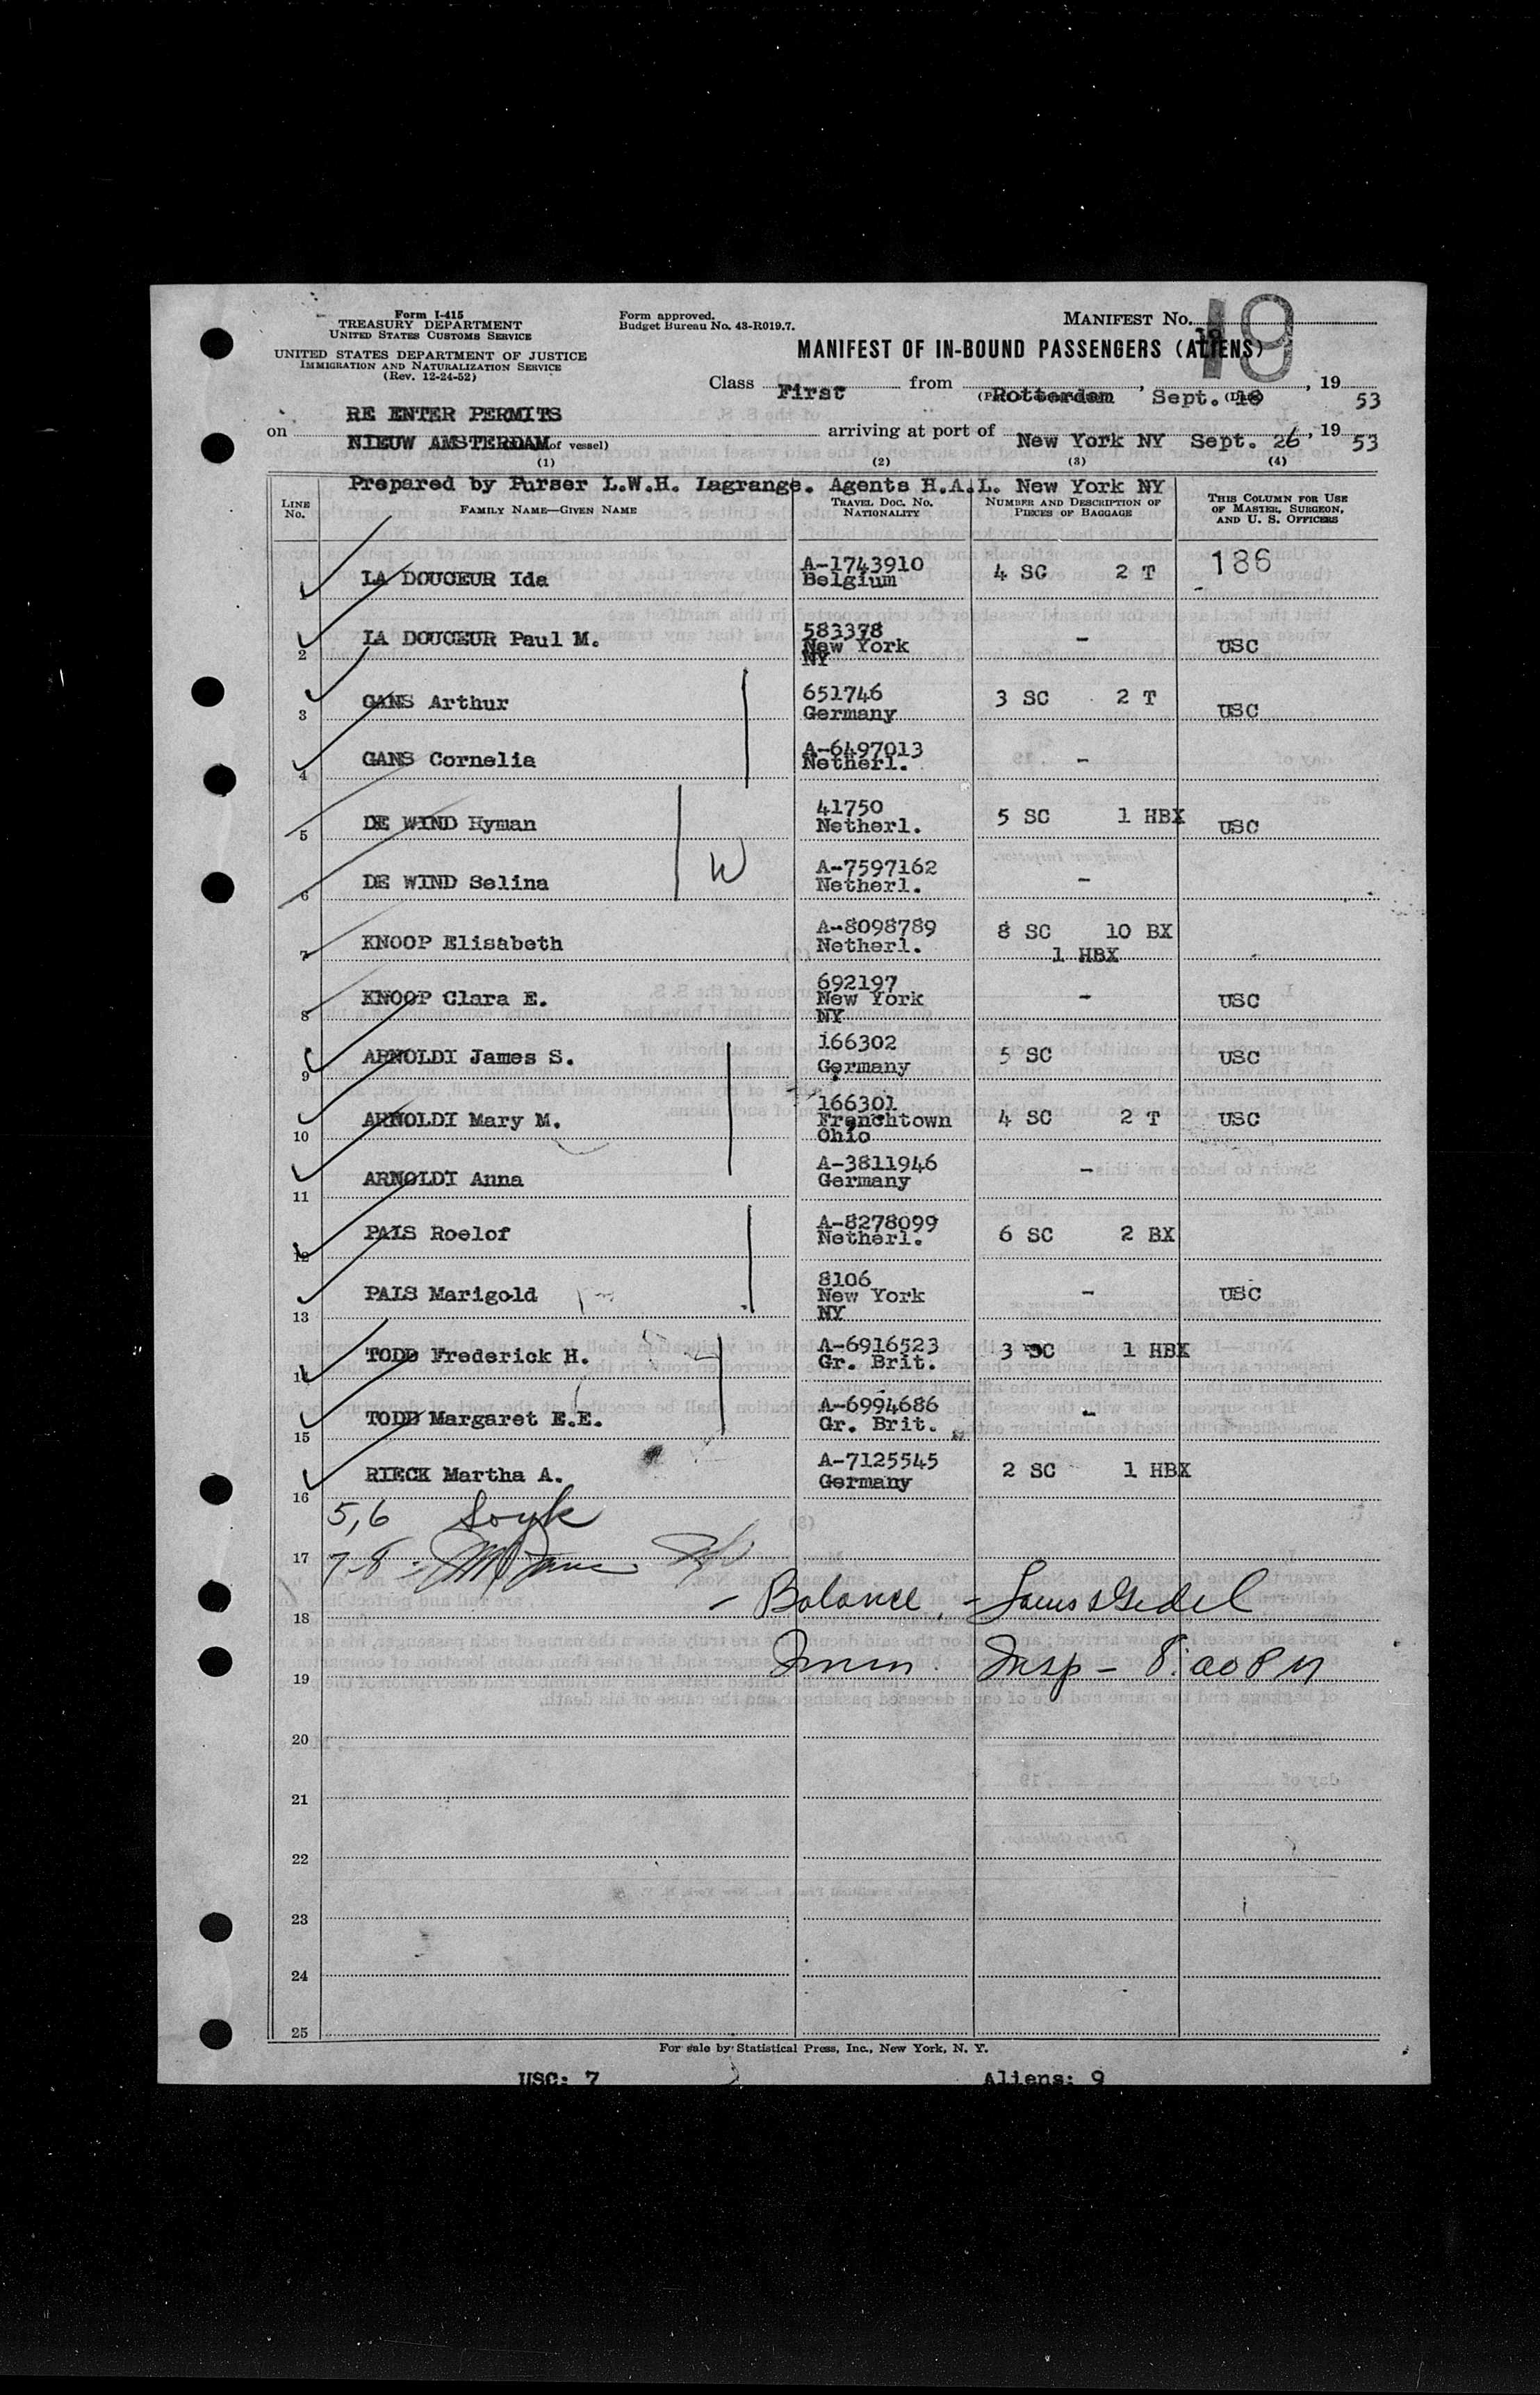 Form I-415
TREASURY DEPARTMENT
UNITED STATES CUSTOMS SERVICE
UNITED STATES DEPARTMENT OF JUSTICE
IMMIGRATION AND NATURALIZATION SERVICE
(Rev. 12-24-52)
Form approved.
Budget Bureau No. 43-R019.7.
MANIFEST No. 19
19
MANIFEST OF IN-BOUND PASSENGERS (ALIENS)
Class First from Rotterdam, Sept. 18, 1953
RE ENTER PERMITS
on NIEUW AMSTERDAM of vessel) arriving at port of New York NY Sept. 26, 1953
(1) (2) (3) (4)
Prepared by Purser L.W.H. Lagrange. Agents H.A.L. New York NY
LINE No. FAMILY NAME—GIVEN NAME TRAVEL DOC. NO. NATIONALITY NUMBER AND DESCRIPTION OF PIECES OF BAGGAGE THIS COLUMN FOR USE OF MASTER, SURGEON, AND U. S. OFFICERS
1 LA DOUCEUR Ida A-1743910 Belgium 4 SC 2 T 186
2 LA DOUCEUR Paul M. 583378 New York NY - USC
3 GANS Arthur 651746 Germany 3 SC 2 T USC
4 GANS Cornelia A-6497013 Netherl. -
5 DE WIND Hyman 41750 Netherl. 5 SC 1 HBX USC
6 DE WIND Selina W A-7597162 Netherl. -
7 KNOOP Elisabeth A-8098789 Netherl. 8 SC 10 BX 1 HBX
8 KNOOP Clara E. 692197 New York NY - USC
9 ARNOLDI James S. 166302 Germany 5 SC USC
10 ARNOLDI Mary M. 166301 Frenchtown Ohio 4 SC 2 T USC
11 ARNOLDI Anna A-3811946 Germany -
12 PAIS Roelof A-8278099 Netherl. 6 SC 2 BX
13 PAIS Marigold 8106 New York NY - USC
14 TODD Frederick H. A-6916523 Gr. Brit. 3 SC 1 HBX
15 TODD Margaret E.E. A-6994686 Gr. Brit. -
16 RIECK Martha A. A-7125545 Germany 2 SC 1 HBX
5,6
17 7-8 -
18 - Balance. -
19 Imm. Insp - 8:00 PM
20
21
22
23
24
25
For sale by Statistical Press, Inc., New York, N. Y.
USC: 7 Aliens: 9